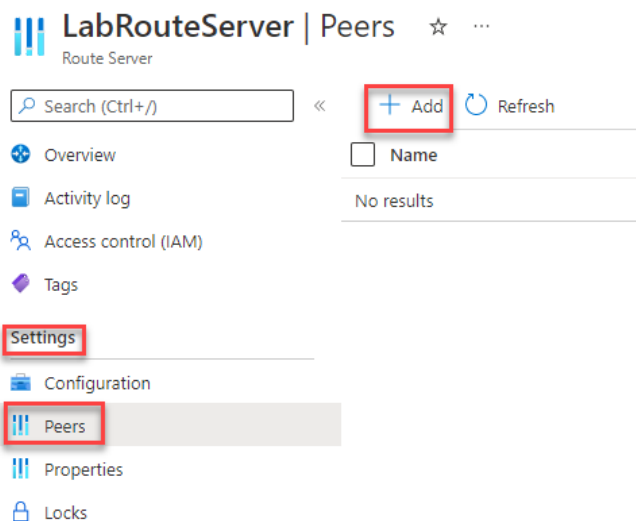 LabRouteServer | Peers
Route Server
Search (Ctrl+/)
Overview
Activity log
Access control (IAM)
Tags
Settings
Configuration
Peers
Properties
Locks
Add
Refresh
Name
No results